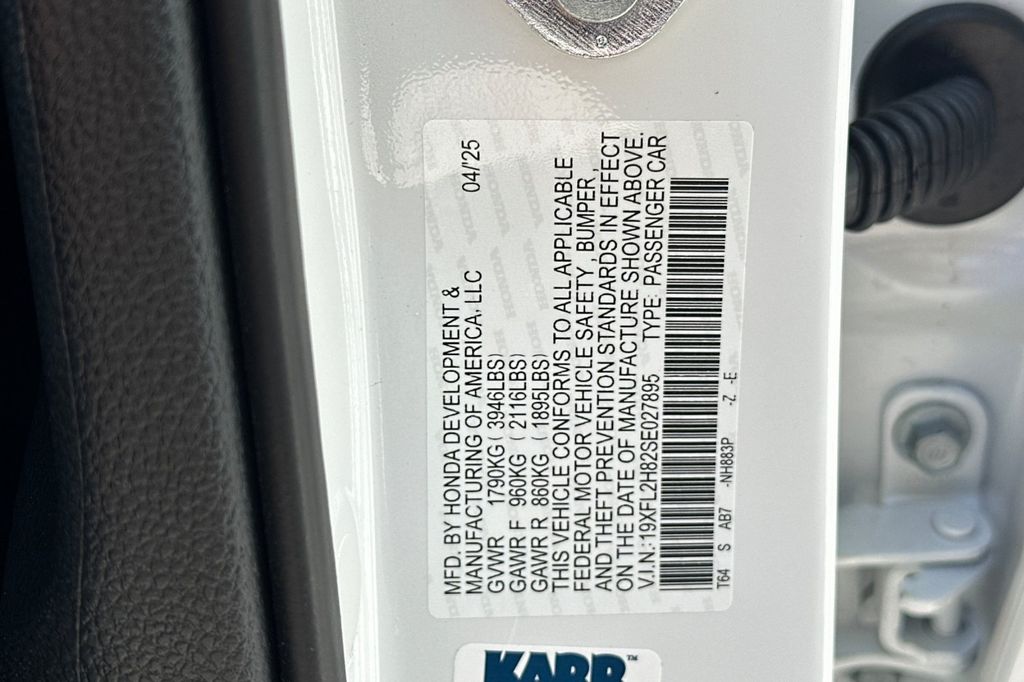 MFD. BY HONDA DEVELOPMENT &
MANUFACTURING OF AMERICA, LLC 04/'25
GVWR 1790KG ( 3946LBS)
GAWR F 960KG ( 2116LBS)
GAWR R 860KG ( 1895LBS)
THIS VEHICLE CONFORMS TO ALL APPLICABLE
FEDERAL MOTOR VEHICLE SAFETY, BUMPER ,
AND THEFT PREVENTION STANDARDS IN EFFECT
ON THE DATE OF MANUFACTURE SHOWN ABOVE.
V.I.N.:19XFL2H82SE027895 TYPE: PASSENGER CAR
T64 S AB7 -NH883P -Z -E
KARR™